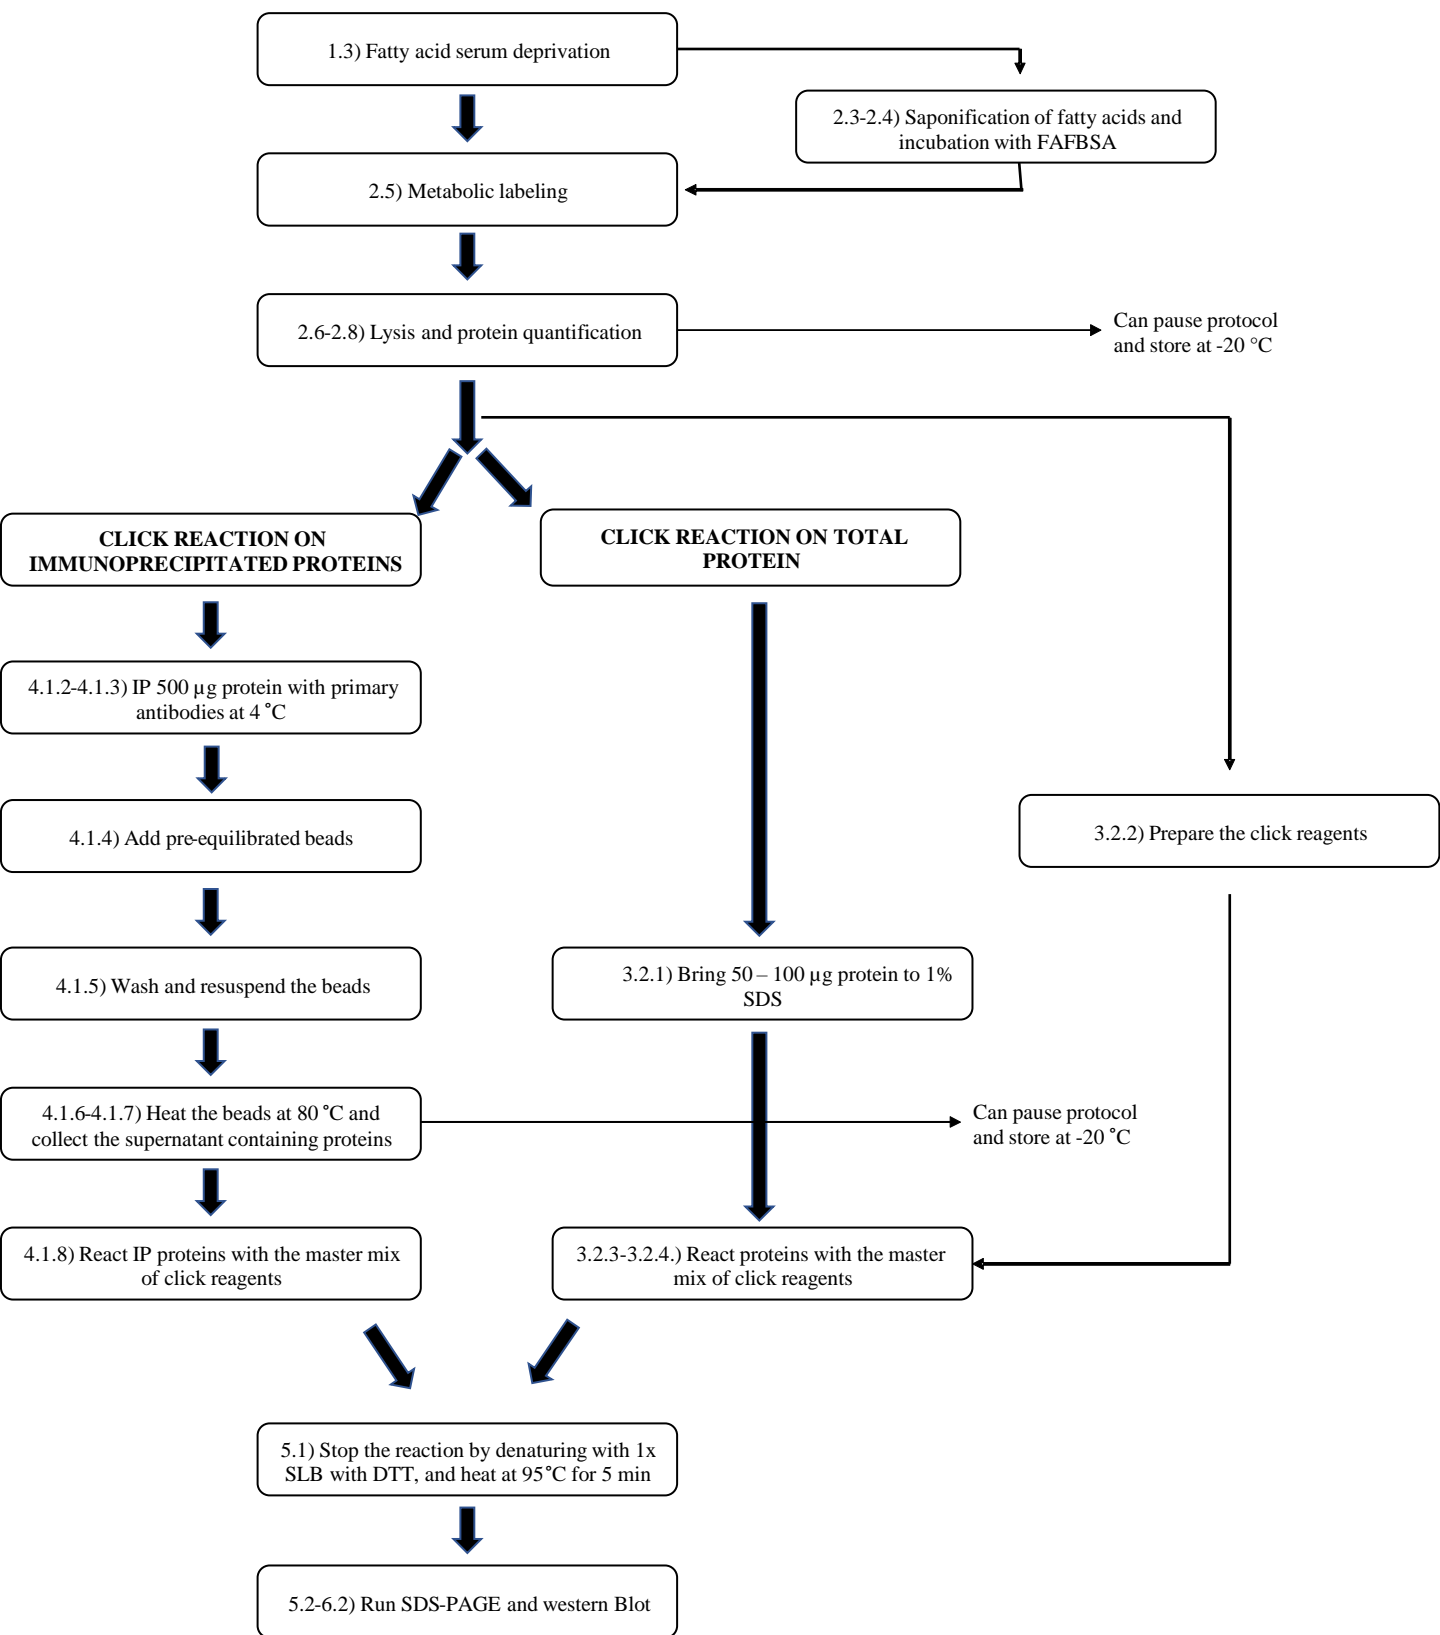 1.3) Fatty acid serum deprivation
2.3-2.4) Saponification of fatty acids and
incubation with FAFBSA
2.5) Metabolic labeling
2.6-2.8) Lysis and protein quantification
Can pause protocol
and store at -20 °C
CLICK REACTION ON
IMMUNOPRECIPITATED PROTEINS
CLICK REACTION ON TOTAL
PROTEIN
4.1.2-4.1.3) IP 500 µg protein with primary
antibodies at 4 ˚C
4.1.4) Add pre-equilibrated beads
3.2.2) Prepare the click reagents
4.1.5) Wash and resuspend the beads
3.2.1) Bring 50 – 100 µg protein to 1%
SDS
4.1.6-4.1.7) Heat the beads at 80 ˚C and
collect the supernatant containing proteins
Can pause protocol
and store at -20 ˚C
4.1.8) React IP proteins with the master mix
of click reagents
3.2.3-3.2.4.) React proteins with the master
mix of click reagents
5.1) Stop the reaction by denaturing with 1x
SLB with DTT, and heat at 95˚C for 5 min
5.2-6.2) Run SDS-PAGE and western Blot